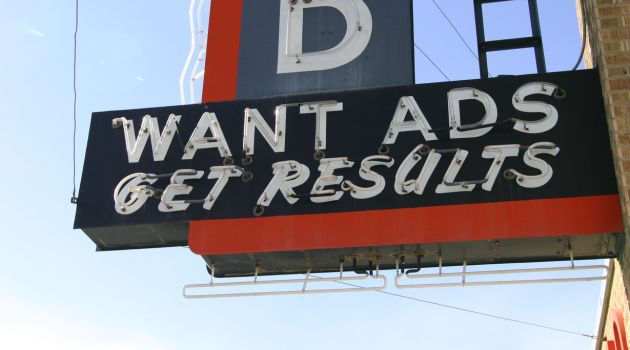 D
WANT ADS
GET RESULTS